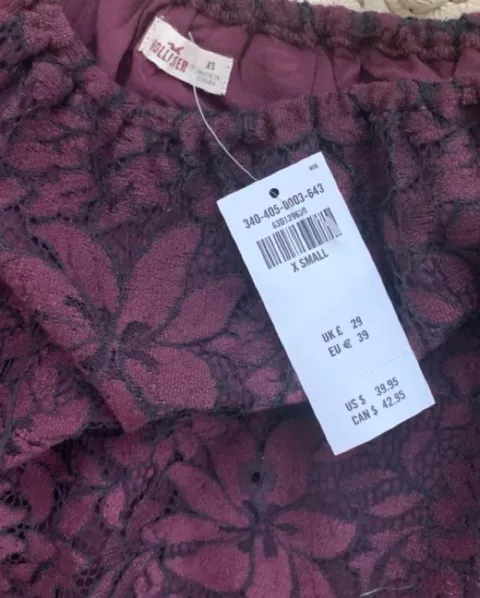 HOLLISTER
XS
340-405-0003-643
X SMALL
UK £ 29
EU € 39
US $ 39.95
CAN $ 42.95